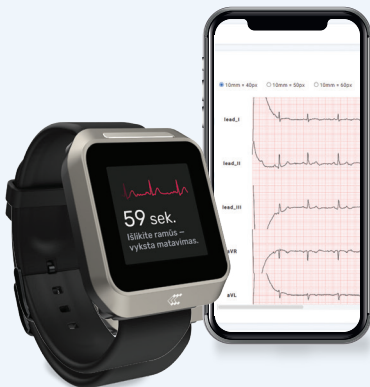 59 sek.
Išlikite ramūs –
vyksta matavimas.
10mm = 40px 10mm = 50px 10mm = 60px
lead_I
lead_II
lead_III
aVR
aVL